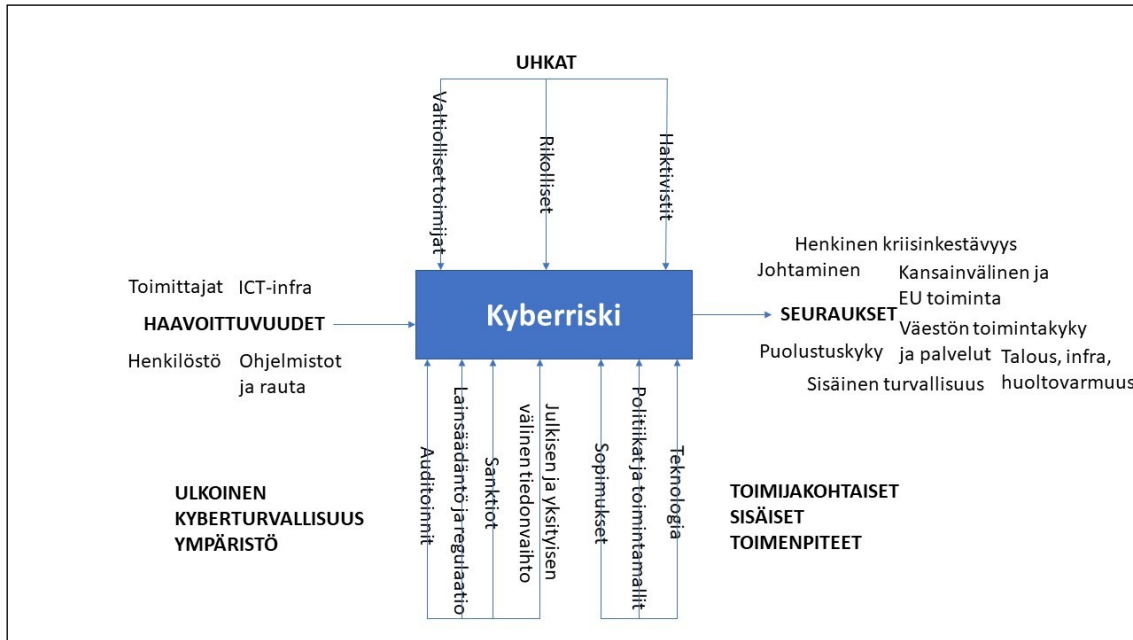 UHKAT
Valtiolliset toimijat
Rikolliset
Haktivistit
Toimittajat
ICT-infra
HAAVOITTUVUUDET
Henkilöstö
Ohjelmistot
ja rauta
Kyberriski
Henkinen kriisinkestävyys
Johtaminen
Kansainvälinen ja
EU toiminta
SEURAUKSET
Väestön toimintakyky
ja palvelut
Puolustuskyky
Talous, infra,
huoltovarmuus
Sisäinen turvallisuus
ULKOINEN
KYBERTURVALLISUUS
YMPÄRISTÖ
Auditoinnit
Lainsäädäntö ja regulaatio
Sanktiot
Julkisen ja yksityisen
välinen tiedonvaihto
Sopimukset
Politiikat ja toimintamallit
Teknologia
TOIMIJAKOHTAISET
SISÄISET
TOIMENPITEET